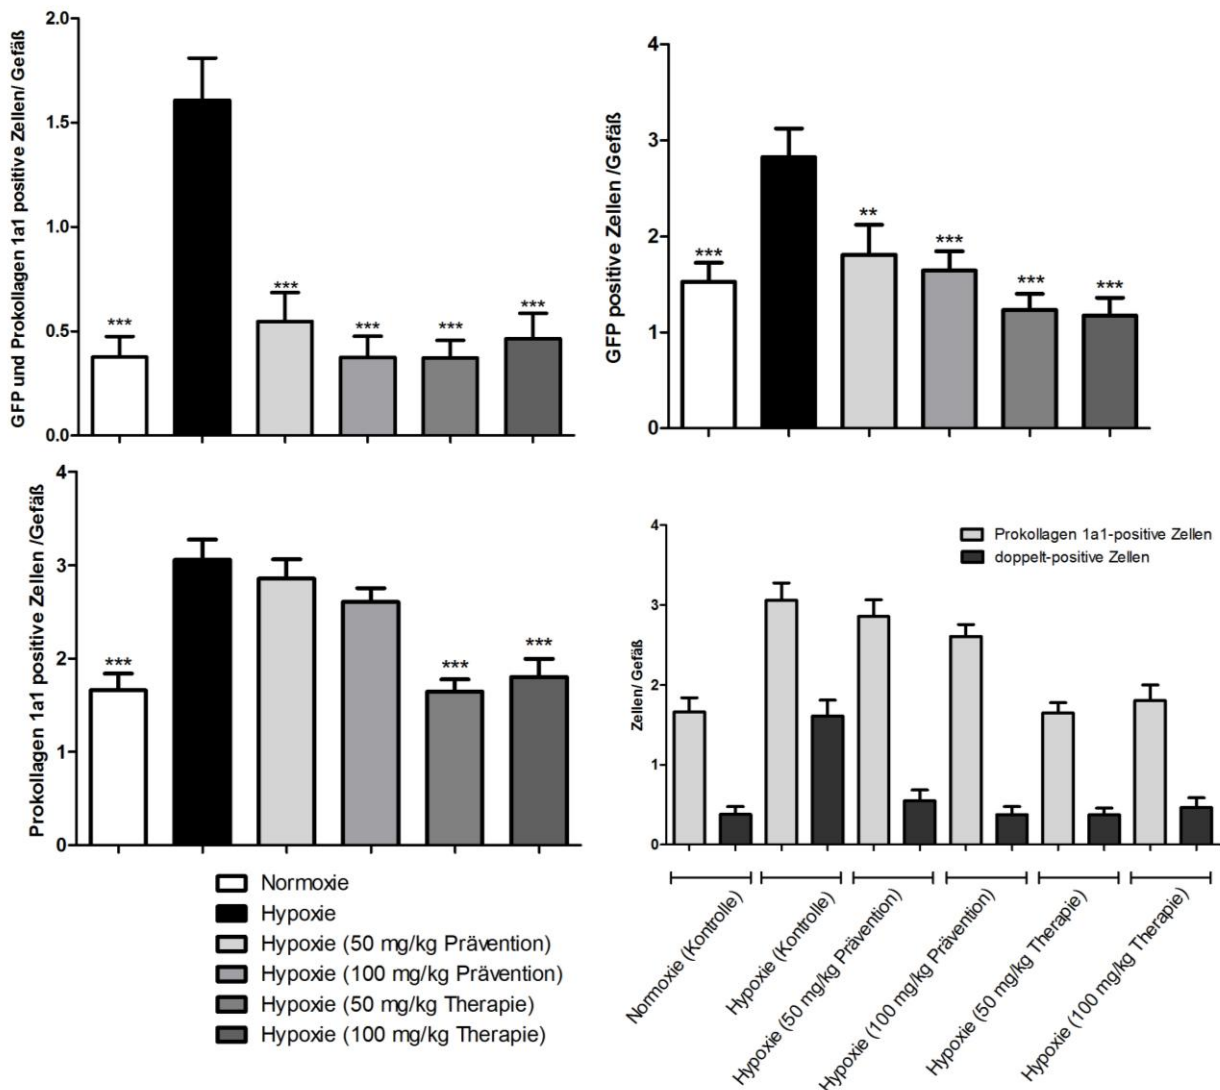 GFP und Prokollagen 1a1 positive Zellen/ Gefäß
2.0
1.5
1.0
0.5
0.0
***
***
***
***
***
GFP positive Zellen /Gefäß
4
3
2
1
0
***
**
***
***
***
Prokollagen 1a1 positive Zellen /Gefäß
4
3
2
1
0
***
***
***
Normoxie
Hypoxie
Hypoxie (50 mg/kg Prävention)
Hypoxie (100 mg/kg Prävention)
Hypoxie (50 mg/kg Therapie)
Hypoxie (100 mg/kg Therapie)
Zellen/ Gefäß
4
3
2
1
0
Prokollagen 1a1-positive Zellen
doppelt-positive Zellen
Normoxie (Kontrolle)
Hypoxie (Kontrolle)
Hypoxie (50 mg/kg Prävention)
Hypoxie (100 mg/kg Prävention)
Hypoxie (50 mg/kg Therapie)
Hypoxie (100 mg/kg Therapie)